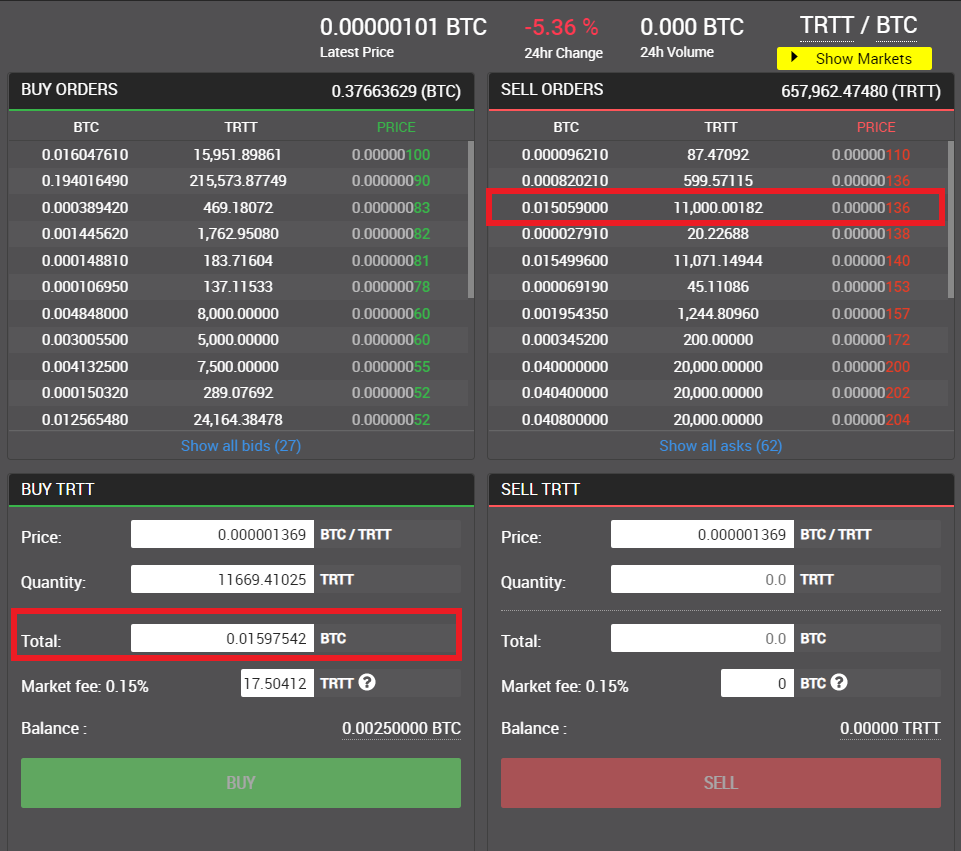 0.00000101 BTC -5.36 % 0.000 BTC TRTT / BTC
Latest Price 24hr Change 24h Volume Show Markets
BUY ORDERS 0.37663629 (BTC)
BTC TRTT PRICE
0.016047610 15,951.89861 0.00000100
0.194016490 215,573.87749 0.000000090
0.000389420 469.18072 0.000000083
0.001445620 1,762.95080 0.000000082
0.000148810 183.71604 0.000000081
0.000106950 137.11533 0.000000078
0.004848000 8,000.00000 0.000000060
0.003005500 5,000.00000 0.000000060
0.004132500 7,500.00000 0.000000055
0.000150320 289.07692 0.000000052
0.012565480 24,164.38478 0.000000052
Show all bids (27)
SELL ORDERS 657,962.47480 (TRTT)
BTC TRTT PRICE
0.000096210 87.47092 0.00000110
0.000820210 599.57115 0.00000136
0.015059000 11,000.00182 0.00000136
0.000027910 20.22688 0.00000138
0.015499600 11,071.14944 0.00000140
0.000069190 45.11086 0.00000153
0.001954350 1,244.80960 0.00000157
0.000345200 200.00000 0.00000172
0.040000000 20,000.00000 0.00000200
0.040400000 20,000.00000 0.00000202
0.040800000 20,000.00000 0.00000204
Show all asks (62)
BUY TRTT
Price: 0.000001369 BTC / TRTT
Quantity: 11669.41025 TRTT
Total: 0.01597542 BTC
Market fee: 0.15% 17.50412 TRTT ?
Balance : 0.00250000 BTC
BUY
SELL TRTT
Price: 0.000001369 BTC / TRTT
Quantity: 0.0 TRTT
Total: 0.0 BTC
Market fee: 0.15% 0 BTC ?
Balance : 0.00000 TRTT
SELL